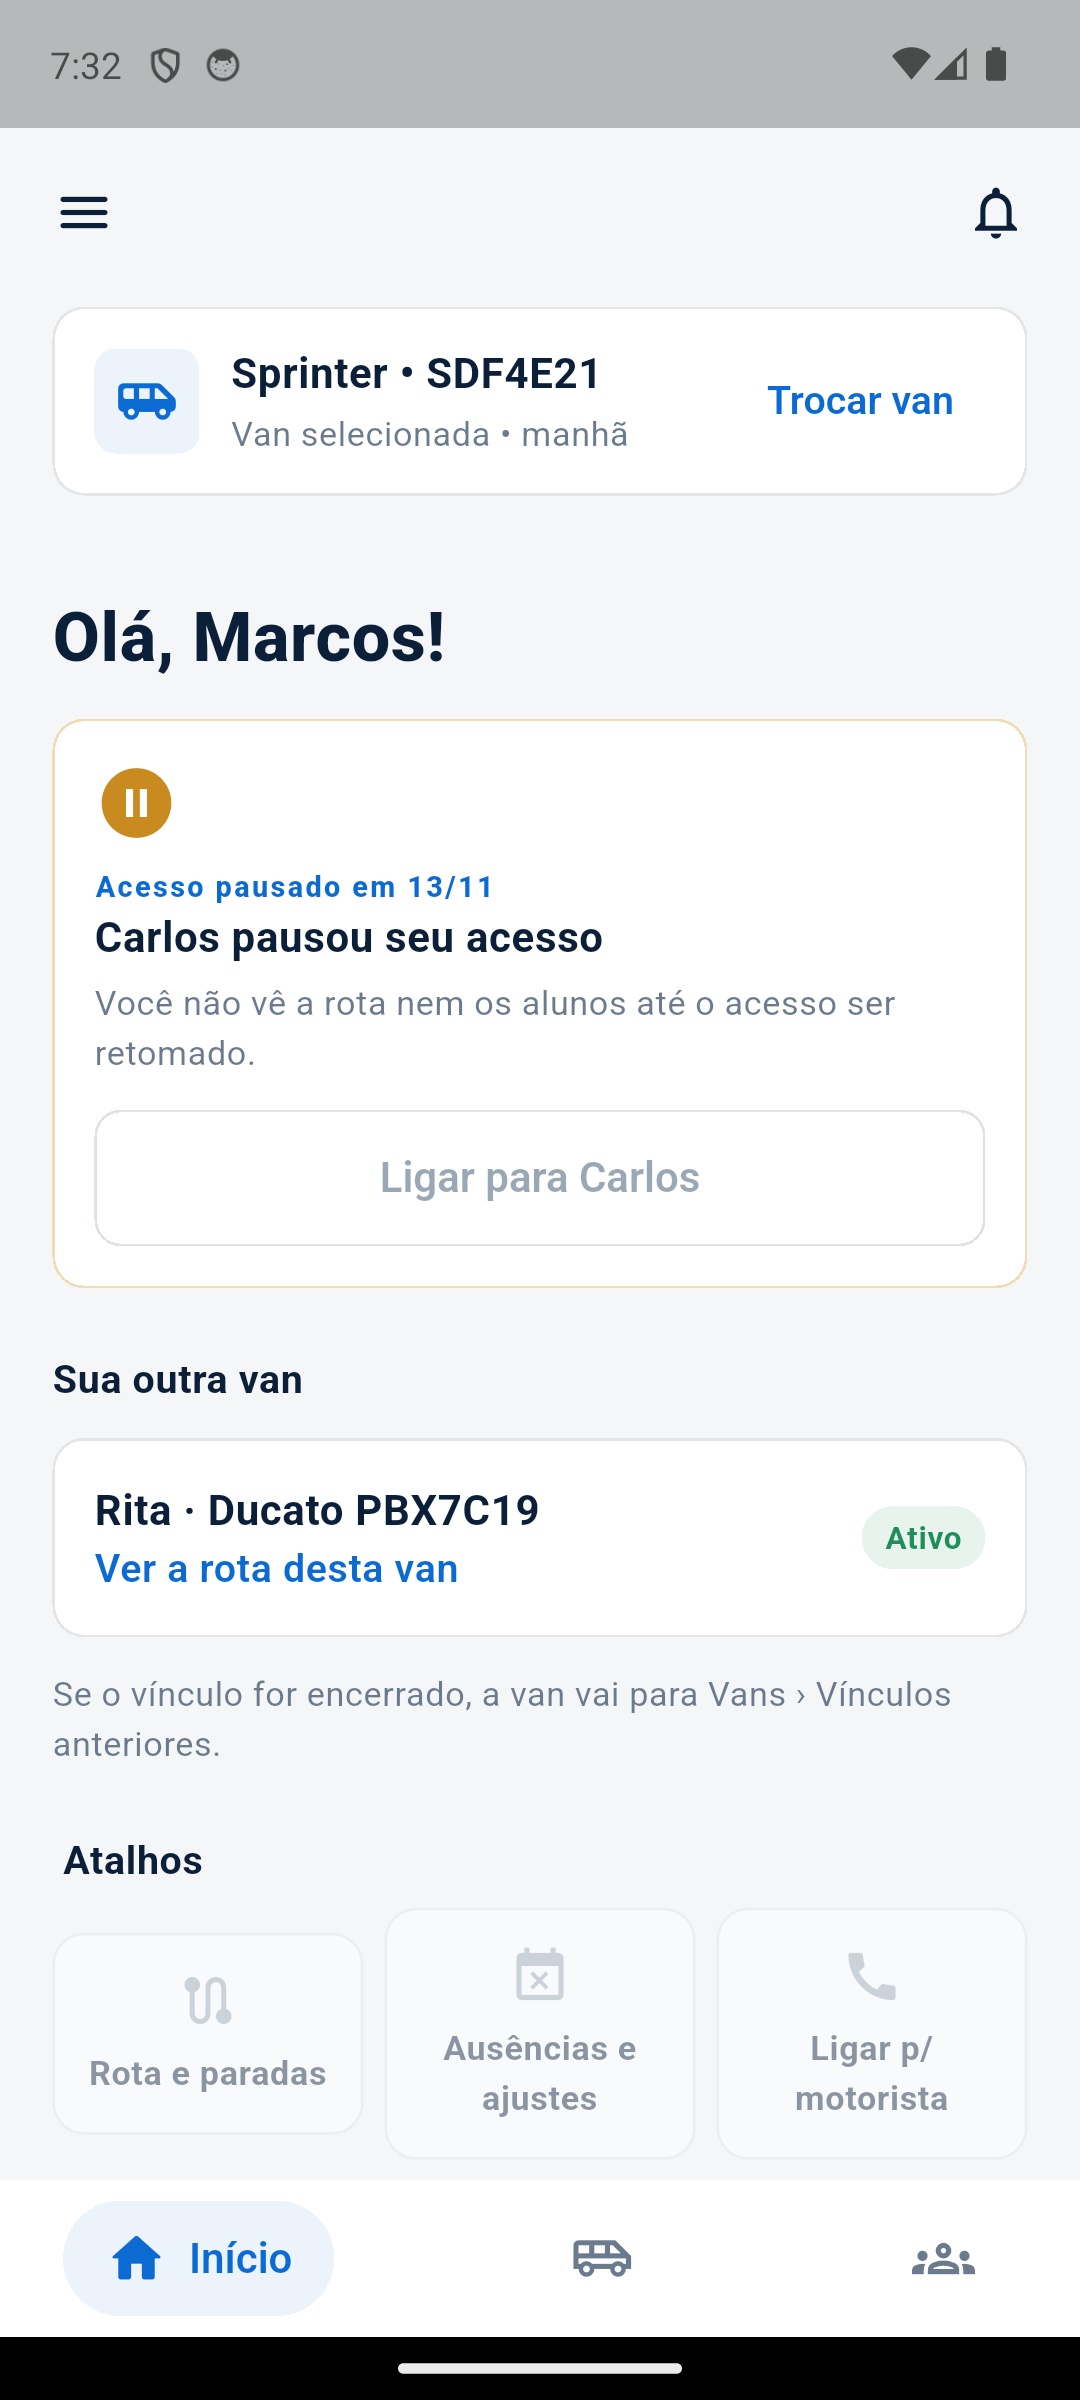 7:32
Sprinter • SDF4E21
Van selecionada • manhã
Trocar van
Olá, Marcos!
Acesso pausado em 13/11
Carlos pausou seu acesso
Você não vê a rota nem os alunos até o acesso ser
retomado.
Ligar para Carlos
Sua outra van
Rita · Ducato PBX7C19
Ver a rota desta van
Ativo
Se o vínculo for encerrado, a van vai para Vans › Vínculos
anteriores.
Atalhos
Rota e paradas
Ausências e
ajustes
Ligar p/
motorista
Início